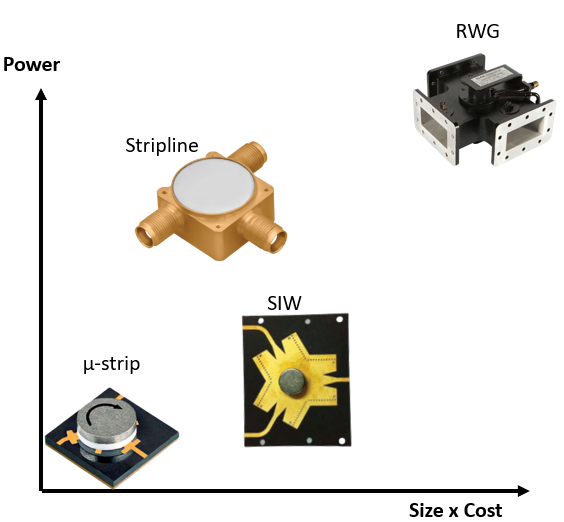 RWG
Power
Stripline
SIW
μ-strip
Size x Cost